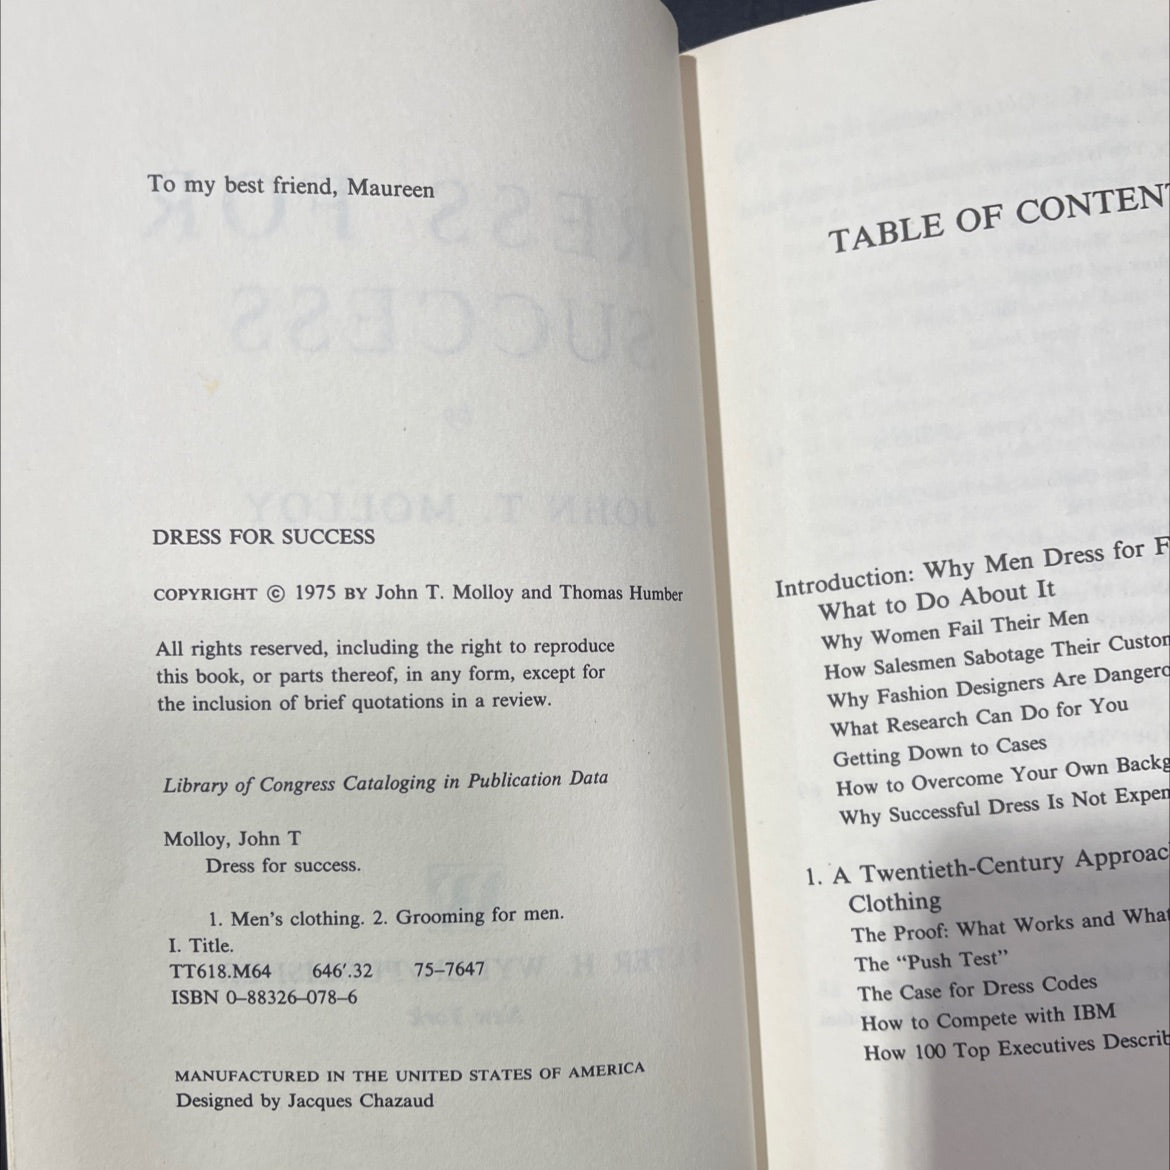 To my best friend, Maureen
DRESS FOR SUCCESS
COPYRIGHT © 1975 BY John T. Molloy and Thomas Humber
All rights reserved, including the right to reproduce
this book, or parts thereof, in any form, except for
the inclusion of brief quotations in a review.
Library of Congress Cataloging in Publication Data
Molloy, John T
Dress for success.
1. Men's clothing. 2. Grooming for men.
I. Title.
TT618.M64 646′.32 75–7647
ISBN 0–88326–078–6
MANUFACTURED IN THE UNITED STATES OF AMERICA
Designed by Jacques Chazaud
TABLE OF CONTENT
Introduction: Why Men Dress for F
What to Do About It
Why Women Fail Their Men
How Salesmen Sabotage Their Custom
Why Fashion Designers Are Dangero
What Research Can Do for You
Getting Down to Cases
How to Overcome Your Own Backg
Why Successful Dress Is Not Expen
1. A Twentieth-Century Approac
Clothing
The Proof: What Works and What
The “Push Test”
The Case for Dress Codes
How to Compete with IBM
How 100 Top Executives Describ